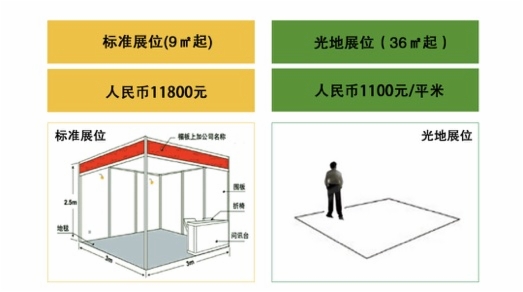 标准展位(9㎡起)
光地展位（36㎡起）
人民币11800元
人民币1100元/平米
标准展位
光地展位
楣板上加公司名称
2.5m
围板
折椅
地毯
问讯台
3m
3m